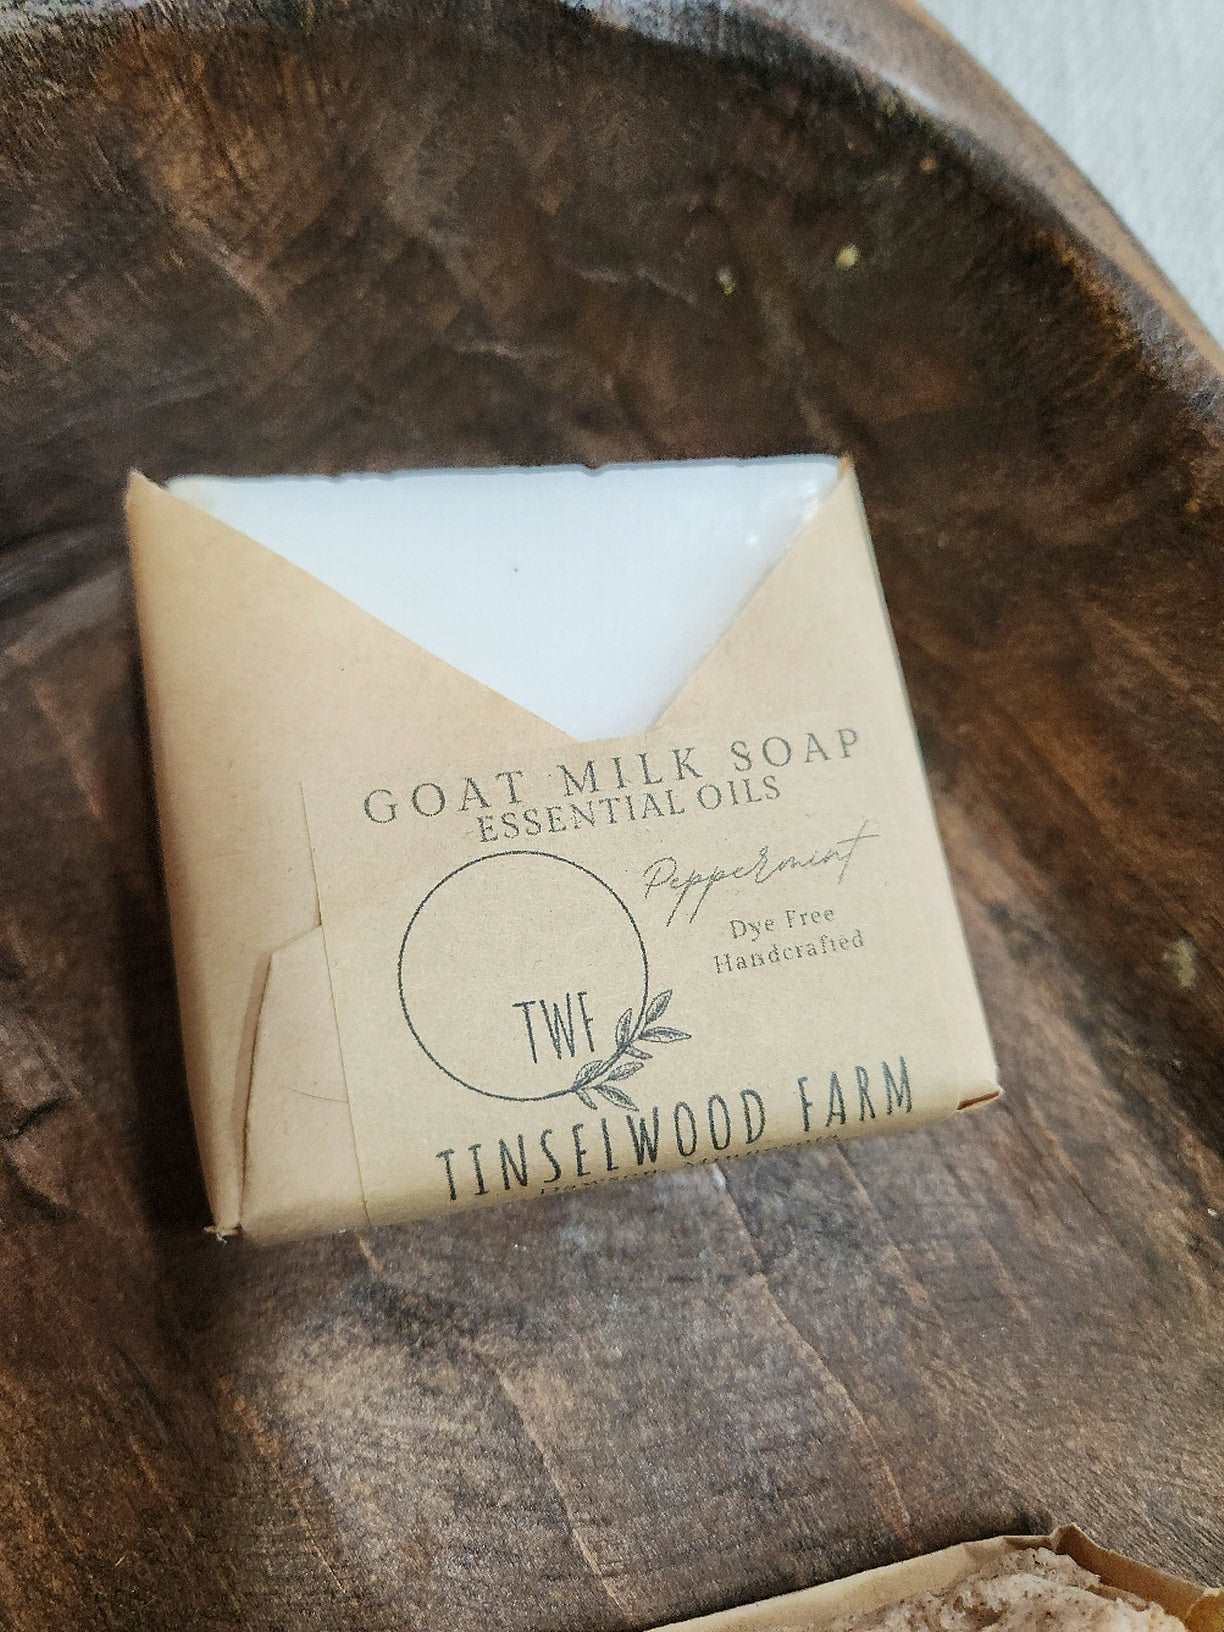 GOAT MILK SOAP
ESSENTIAL OILS
Peppermint
Dye Free
Handcrafted
TWF
TINSELWOOD FARM